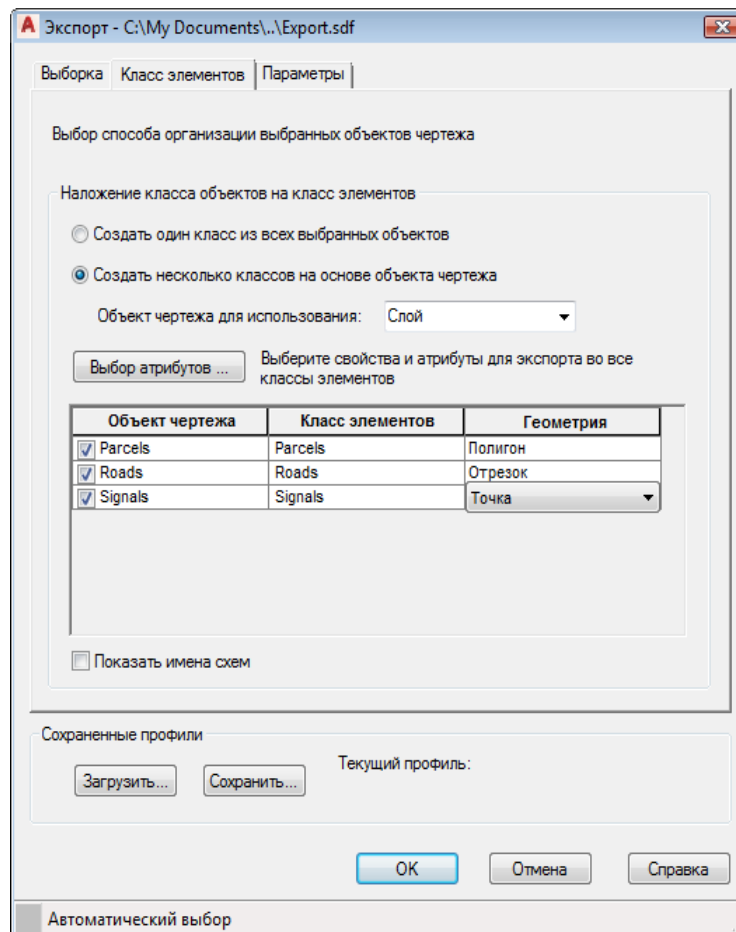 Экспорт - C:\My Documents\..\Export.sdf
Выборка Класс элементов Параметры
Выбор способа организации выбранных объектов чертежа
Наложение класса объектов на класс элементов
Создать один класс из всех выбранных объектов
Создать несколько классов на основе объекта чертежа
Объект чертежа для использования: Слой
Выбор атрибутов ... Выберите свойства и атрибуты для экспорта во все
классы элементов
Объект чертежа Класс элементов Геометрия
Parcels Parcels Полигон
Roads Roads Отрезок
Signals Signals Точка
Показать имена схем
Сохраненные профили
Загрузить... Сохранить... Текущий профиль:
OK Отмена Справка
Автоматический выбор